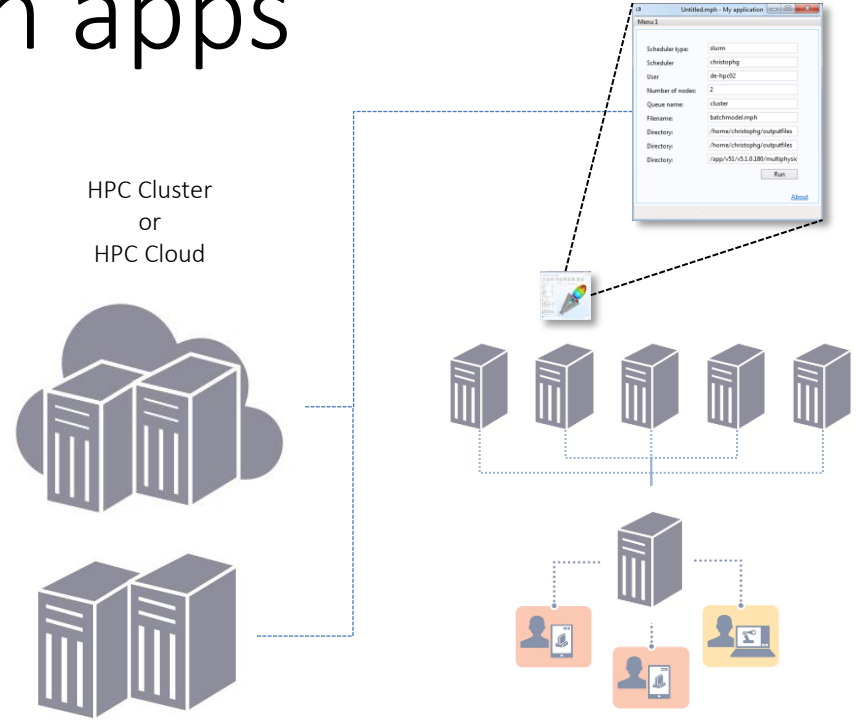 n apps
HPC Cluster
or
HPC Cloud
Untitled.mph - My application
Menu 1
Scheduler type: slurm
Scheduler christophg
User de-hpc02
Number of nodes: 2
Queue name: cluster
Filename: batchmodel.mph
Directory: /home/christophg/outputfiles
Directory: /home/christophg/outputfiles
Directory: /app/v51/v5.1.0.180/multiphysic
Run
About